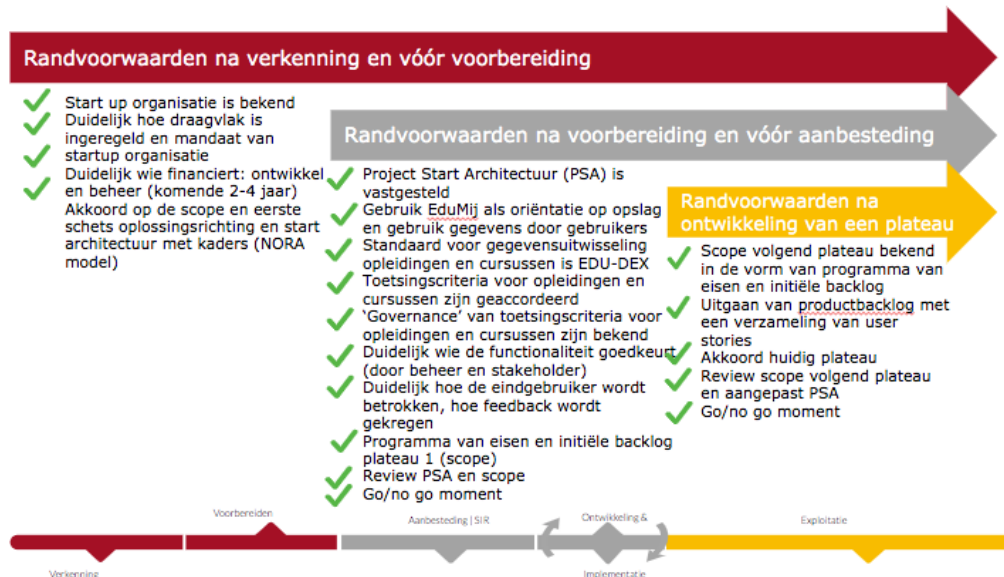 Randvoorwaarden na verkenning en vóór voorbereiding
Start up organisatie is bekend
Duidelijk hoe draagvlak is
ingeregeld en mandaat van
startup organisatie
Duidelijk wie financiert: ontwikkel
en beheer (komende 2-4 jaar)
Akkoord op de scope en eerste
schets oplossingsrichting en start
architectuur met kaders (NORA
model)
Randvoorwaarden na voorbereiding en vóór aanbesteding
Project Start Architectuur (PSA) is
vastgesteld
Gebruik EduMij als oriëntatie op opslag
en gebruik gegevens door gebruikers
Standaard voor gegevensuitwisseling
opleidingen en cursussen is EDU-DEX
Toetsingscriteria voor opleidingen en
cursussen zijn geaccordeerd
‘Governance’ van toetsingscriteria voor
opleidingen en cursussen zijn bekend
Duidelijk wie de functionaliteit goedkeurt
(door beheer en stakeholder)
Duidelijk hoe de eindgebruiker wordt
betrokken, hoe feedback wordt
gekregen
Programma van eisen en initiële backlog
plateau 1 (scope)
Review PSA en scope
Go/no go moment
Randvoorwaarden na
ontwikkeling van een plateau
Scope volgend plateau bekend
in de vorm van programma van
eisen en initiële backlog
Uitgaan van productbacklog met
een verzameling van user
stories
Akkoord huidig plateau
Review scope volgend plateau
en aangepast PSA
Go/no go moment
Verkenning
Voorbereiden
Aanbesteding | SIR
Ontwikkeling &
Implementatie
Exploitatie